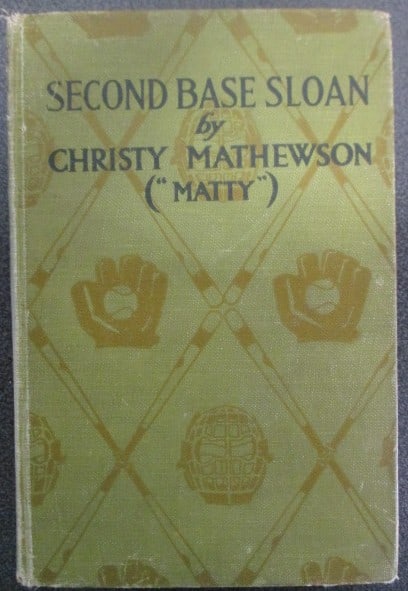 SECOND BASE SLOAN
by
CHRISTY MATHEWSON
("MATTY")